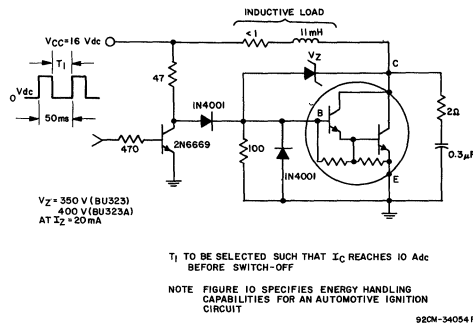 INDUCTIVE LOAD
VCC=16 Vdc
<1
11mH
T1
VZ
C
0 Vdc
47
50ms
1N4001
B
2Ω
470
2N6669
100
1N4001
0.3µF
E
VZ = 350 V (BU323)
400 V (BU323A)
AT IZ = 20mA
T1 TO BE SELECTED SUCH THAT IC REACHES 10 Adc
BEFORE SWITCH-OFF
NOTE FIGURE 10 SPECIFIES ENERGY HANDLING
CAPABILITIES FOR AN AUTOMOTIVE IGNITION
CIRCUIT
92CM-34054